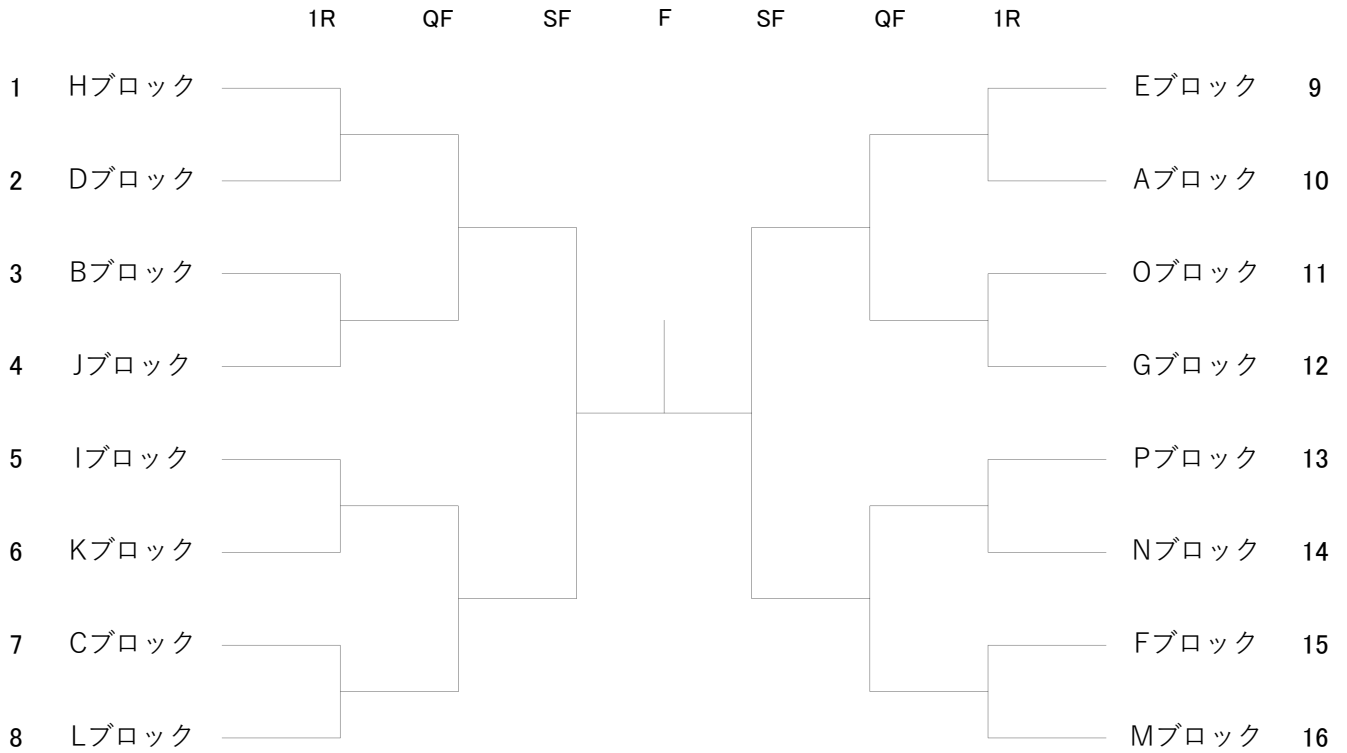 1R QF SF F SF QF 1R
1 Hブロック Eブロック 9
2 Dブロック Aブロック 10
3 Bブロック Oブロック 11
4 Jブロック Gブロック 12
5 Iブロック Pブロック 13
6 Kブロック Nブロック 14
7 Cブロック Fブロック 15
8 Lブロック Mブロック 16